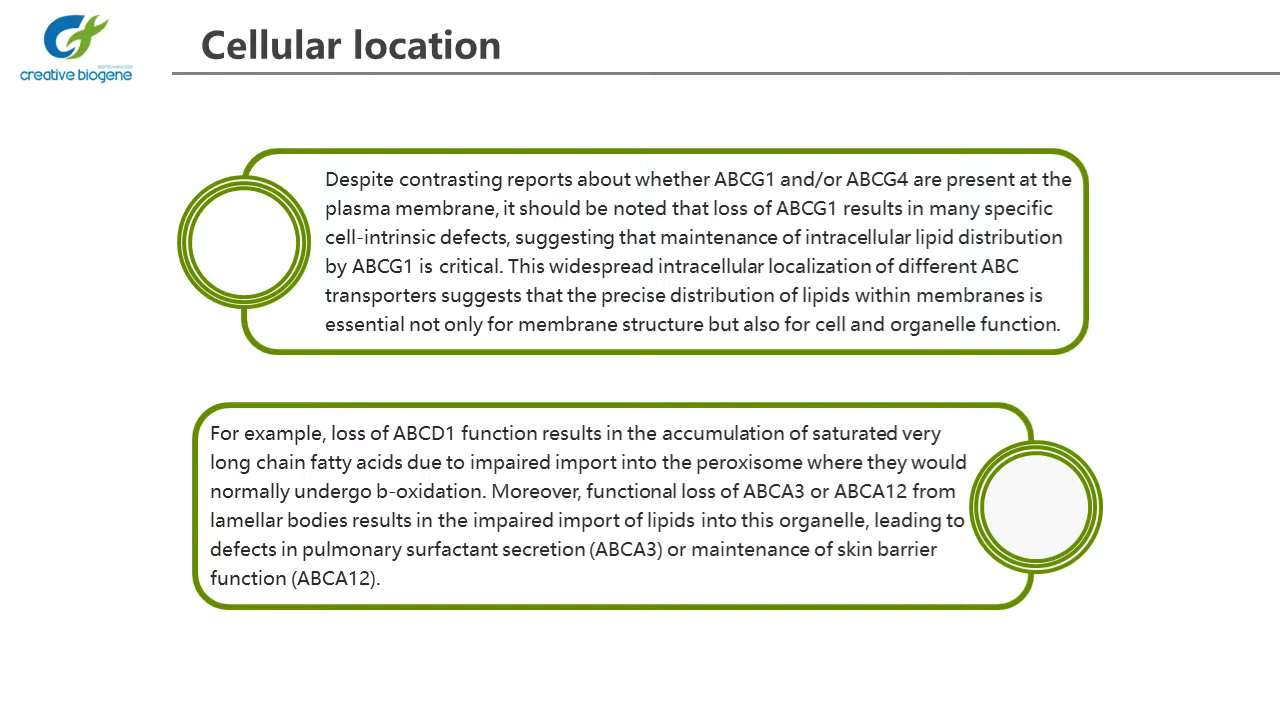 Cellular location
creative biogene
Despite contrasting reports about whether ABCG1 and/or ABCG4 are present at the
plasma membrane, it should be noted that loss of ABCG1 results in many specific
cell-intrinsic defects, suggesting that maintenance of intracellular lipid distribution
by ABCG1 is critical. This widespread intracellular localization of different ABC
transporters suggests that the precise distribution of lipids within membranes is
essential not only for membrane structure but also for cell and organelle function.
For example, loss of ABCD1 function results in the accumulation of saturated very
long chain fatty acids due to impaired import into the peroxisome where they would
normally undergo b-oxidation. Moreover, functional loss of ABCA3 or ABCA12 from
lamellar bodies results in the impaired import of lipids into this organelle, leading to
defects in pulmonary surfactant secretion (ABCA3) or maintenance of skin barrier
function (ABCA12).